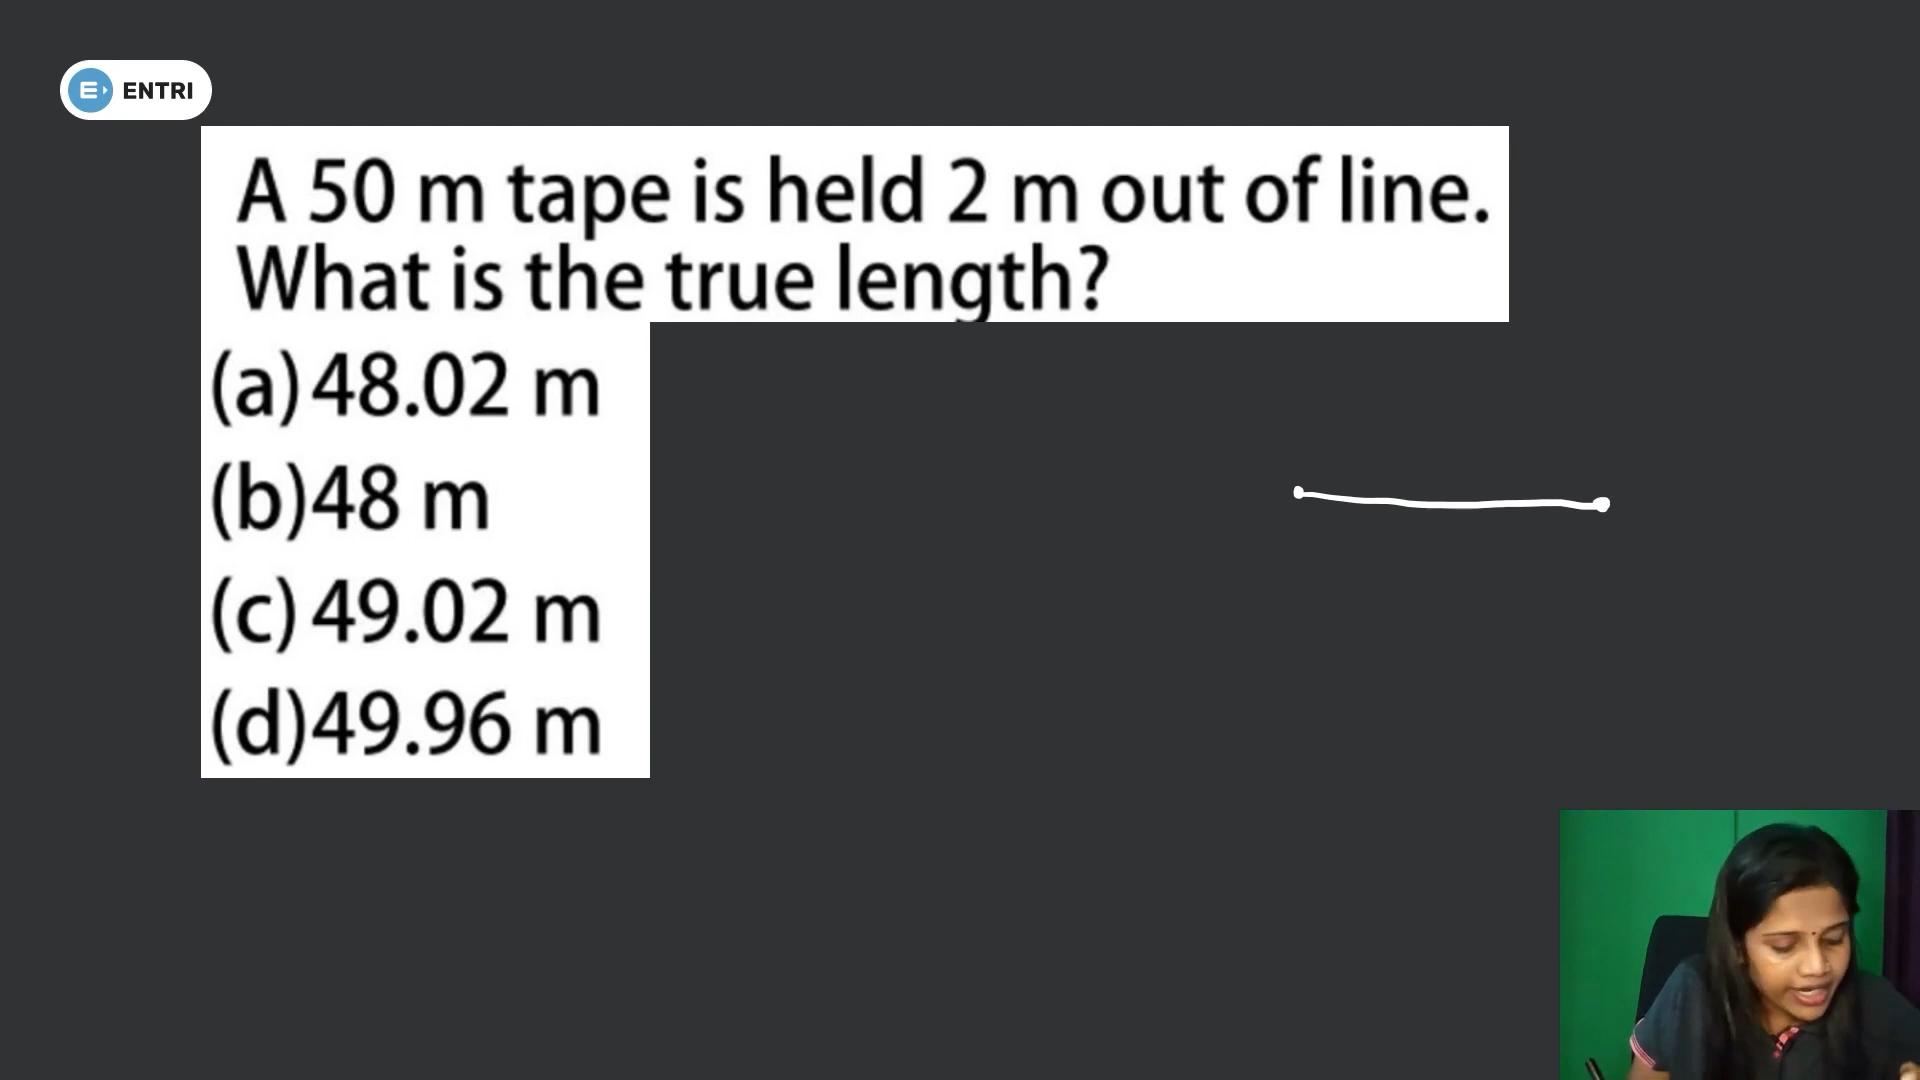 ENTRI
A 50 m tape is held 2 m out of line.
What is the true length?
(a) 48.02 m
(b) 48 m
(c) 49.02 m
(d) 49.96 m